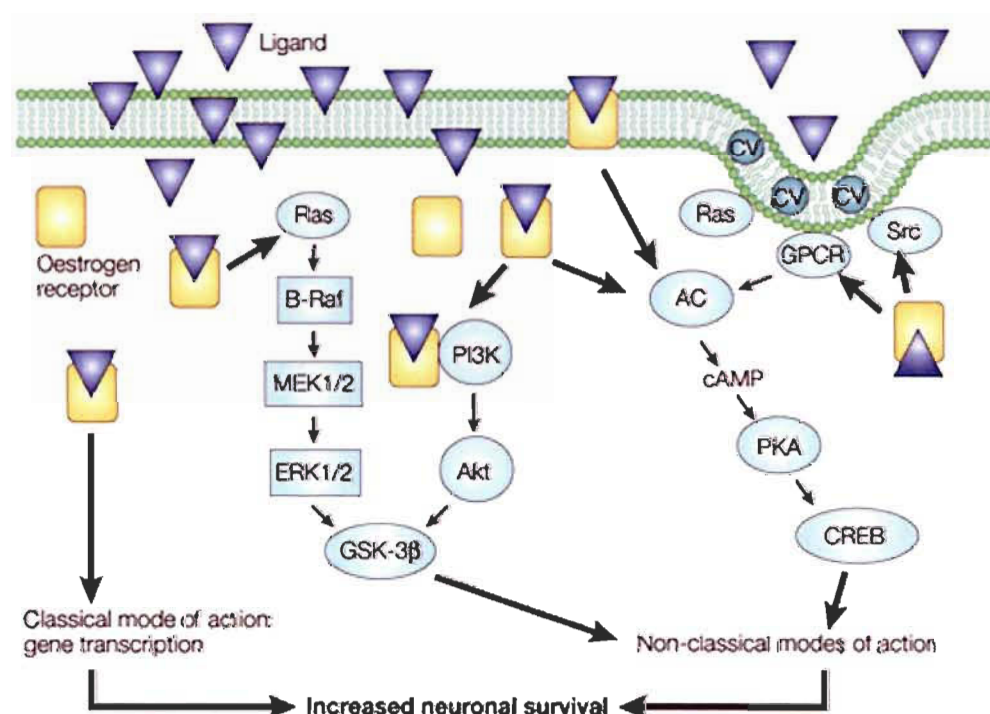 Ligand
CV
CV
CV
Ras
Ras
Src
GPCR
Oestrogen
receptor
B-Raf
AC
PI3K
MEK1/2
cAMP
PKA
ERK1/2
Akt
CREB
GSK-3β
Classical mode of action:
gene transcription
Non-classical modes of action
Increased neuronal survival